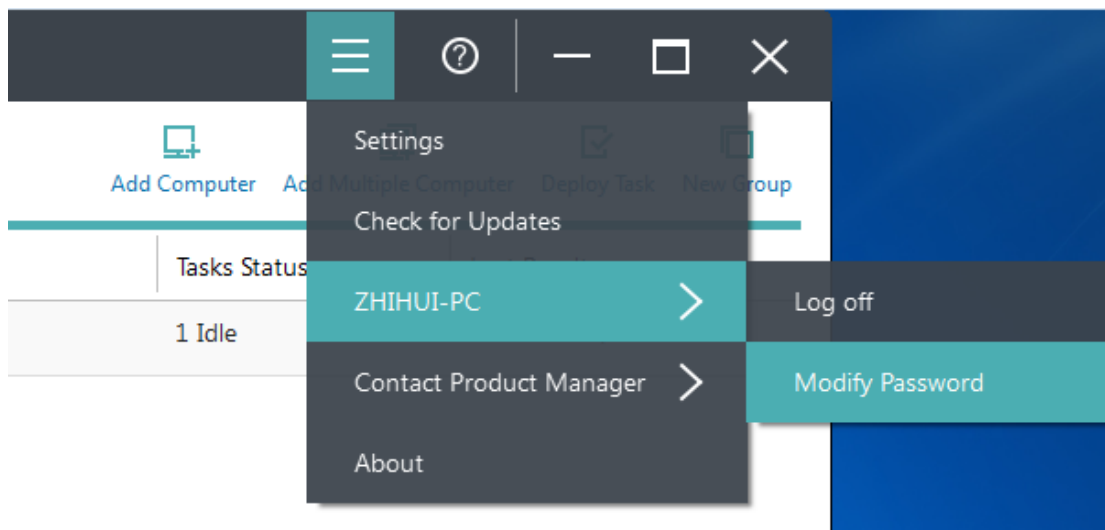 Settings
Add Computer Add Multiple Computer Deploy Task New Group
Check for Updates
Tasks Status
ZHIHUI-PC
Log off
1 Idle
Contact Product Manager
Modify Password
About